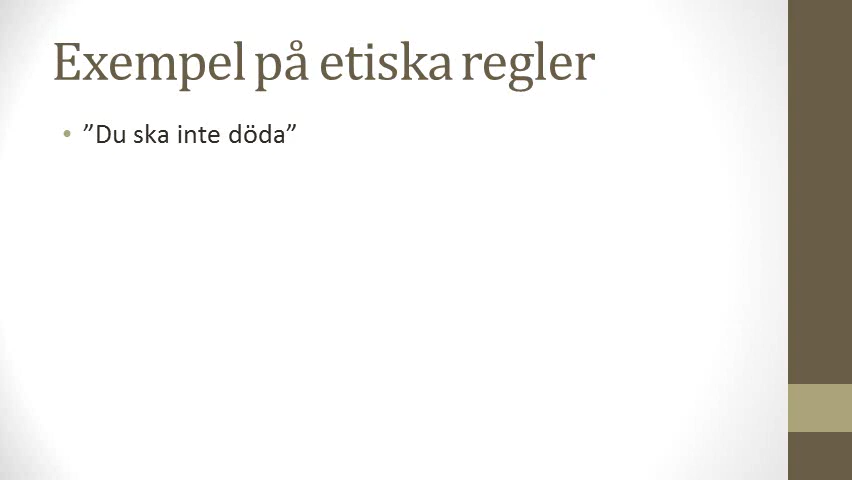 Exempel på etiska regler
• ”Du ska inte döda”